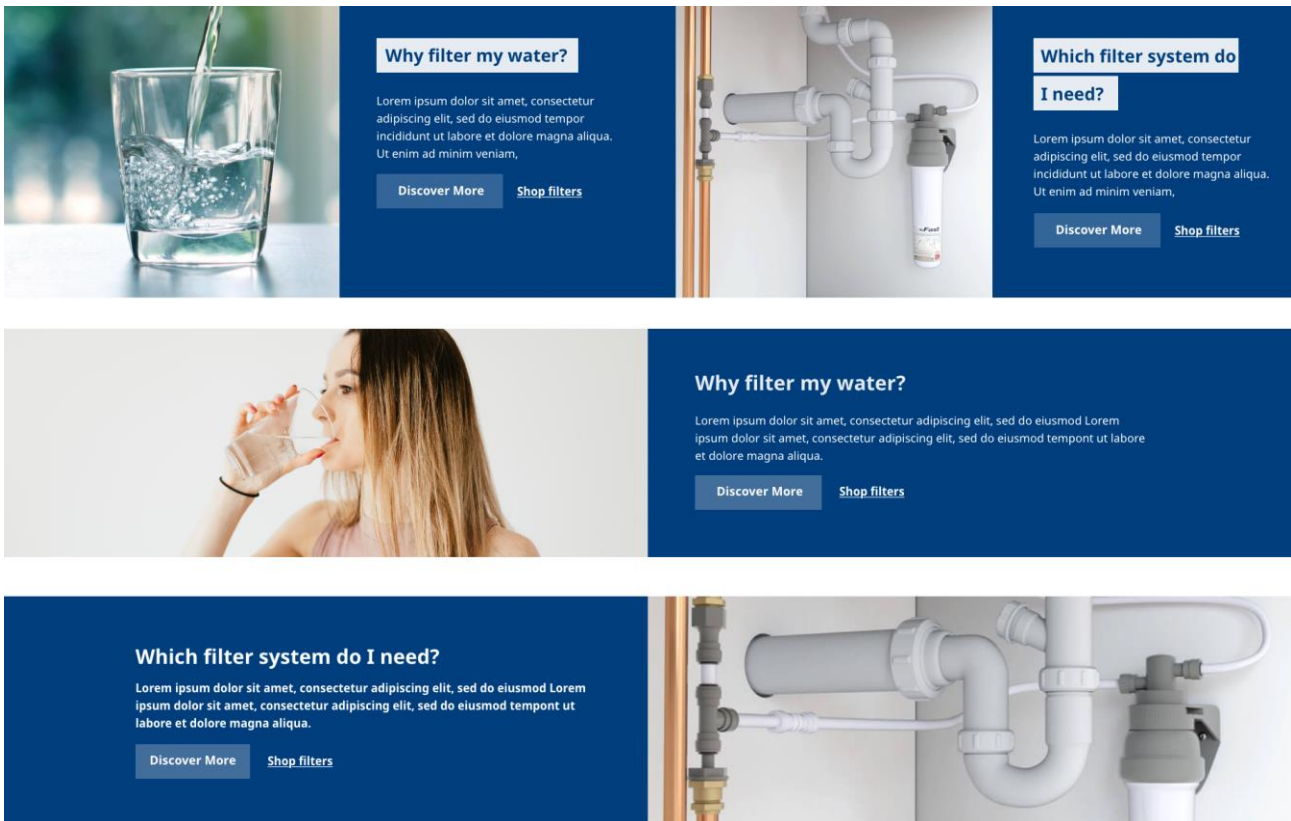 Why filter my water?
Lorem ipsum dolor sit amet, consectetur
adipiscing elit, sed do eiusmod tempor
incididunt ut labore et dolore magna aliqua.
Ut enim ad minim veniam,
Discover More Shop filters
Which filter system do
I need?
Lorem ipsum dolor sit amet, consectetur
adipiscing elit, sed do eiusmod tempor
incididunt ut labore et dolore magna aliqua.
Ut enim ad minim veniam,
Discover More Shop filters
Why filter my water?
Lorem ipsum dolor sit amet, consectetur adipiscing elit, sed do eiusmod Lorem
ipsum dolor sit amet, consectetur adipiscing elit, sed do eiusmod tempont ut labore
et dolore magna aliqua.
Discover More Shop filters
Which filter system do I need?
Lorem ipsum dolor sit amet, consectetur adipiscing elit, sed do eiusmod Lorem
ipsum dolor sit amet, consectetur adipiscing elit, sed do eiusmod tempont ut
labore et dolore magna aliqua.
Discover More Shop filters